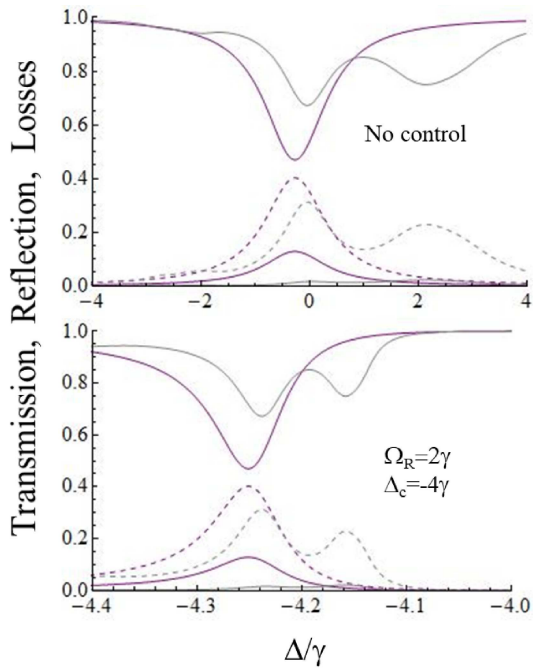 Transmission, Reflection, Losses
1.0
0.8
0.6
0.4
0.2
0.0
No control
-4 -2 0 2 4
1.0
0.8
0.6
0.4
0.2
0.0
Ω_R=2γ
Δ_c=-4γ
-4.4 -4.3 -4.2 -4.1 -4.0
Δ/γ